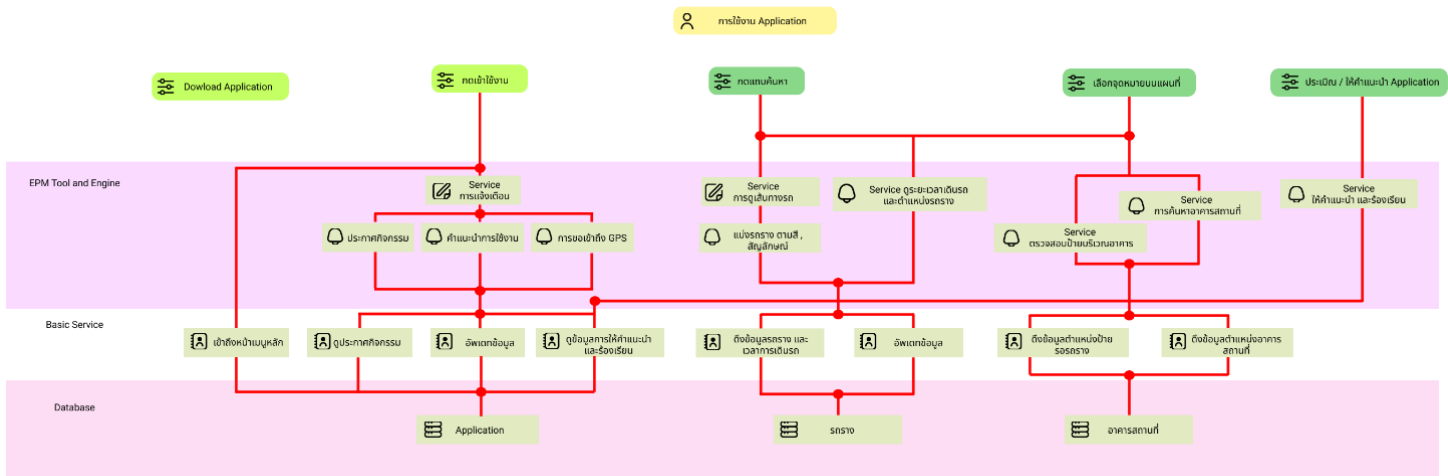 การใช้งาน Application
Dowload Application
กดเข้าใช้งาน
กดแถบค้นหา
เลือกจุดหมายบนแผนที่
ประเมิณ / ให้คำแนะนำ Application
EPM Tool and Engine
Service
การแจ้งเตือน
Service
การดูเส้นทางรถ
Service ดูระยะเวลาเดินรถ
และตำแหน่งรถราง
Service
การค้นหาอาคารสถานที่
Service
ให้คำแนะนำ และร้องเรียน
ประกาศกิจกรรม
คำแนะนำการใช้งาน
การขอเข้าถึง GPS
แบ่งรถราง ตามสี ,
สัญลักษณ์
Service
ตรวจสอบป้ายบริเวณอาคาร
Basic Service
เข้าถึงหน้าเมนูหลัก
ดูประกาศกิจกรรม
อัพเดทข้อมูล
ดูข้อมูลการให้คำแนะนำ
และร้องเรียน
ดึงข้อมูลรถราง และ
เวลาการเดินรถ
อัพเดทข้อมูล
ดึงข้อมูลตำแหน่งป้าย
รอรถราง
ดึงข้อมูลตำแหน่งอาคาร
สถานที่
Database
Application
รถราง
อาคารสถานที่